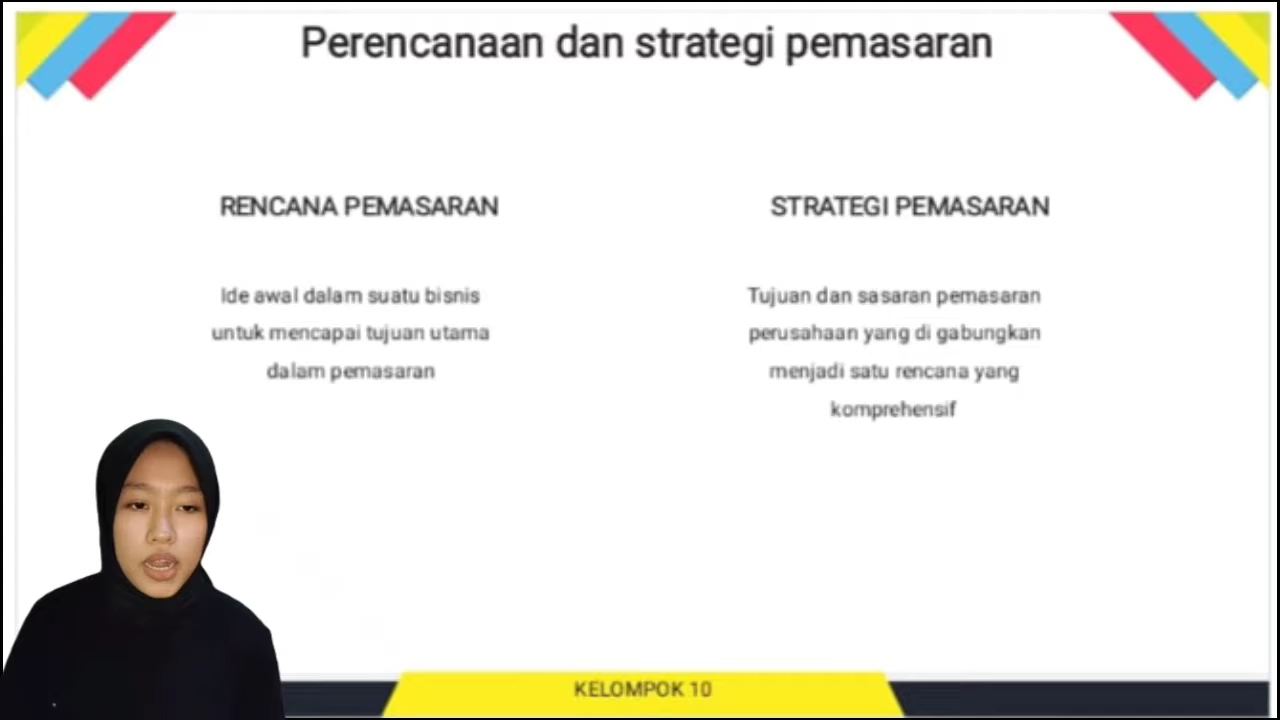 Perencanaan dan strategi pemasaran
RENCANA PEMASARAN
Ide awal dalam suatu bisnis
untuk mencapai tujuan utama
dalam pemasaran
STRATEGI PEMASARAN
Tujuan dan sasaran pemasaran
perusahaan yang di gabungkan
menjadi satu rencana yang
komprehensif
KELOMPOK 10